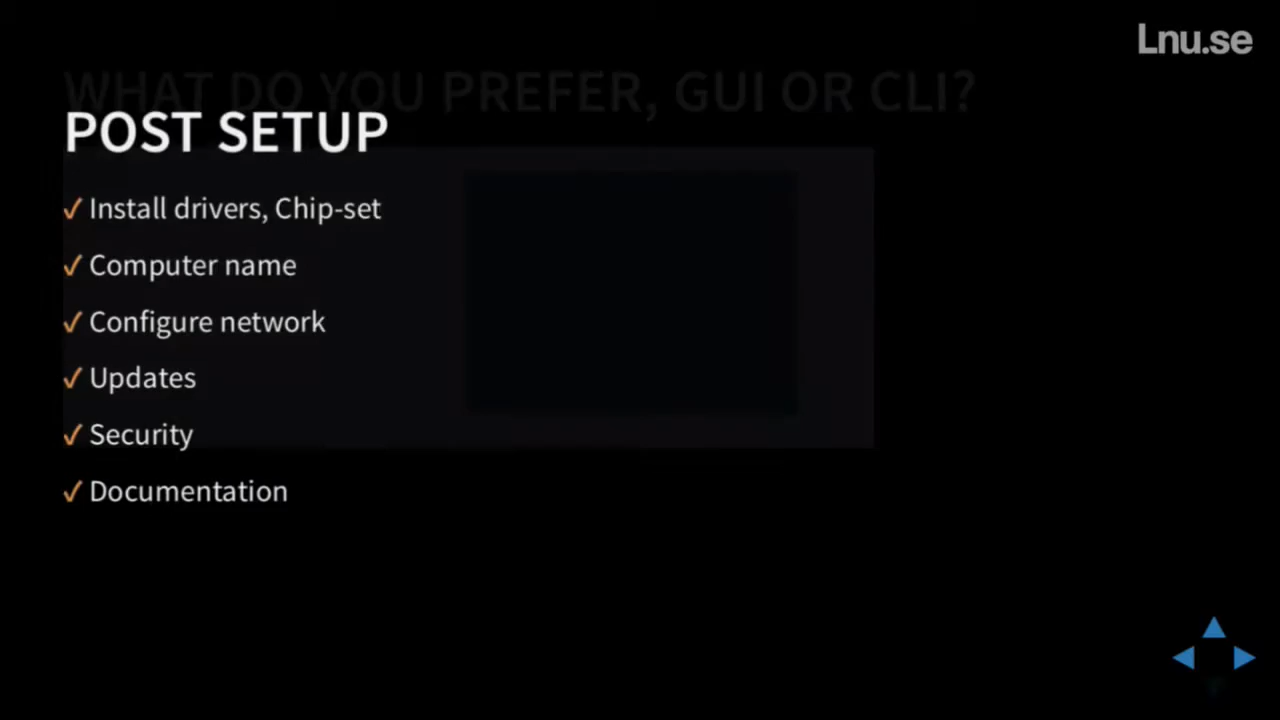 Lnu.se
WHAT DO YOU PREFER, GUI OR CLI?
POST SETUP
✓ Install drivers, Chip-set
✓ Computer name
✓ Configure network
✓ Updates
✓ Security
✓ Documentation